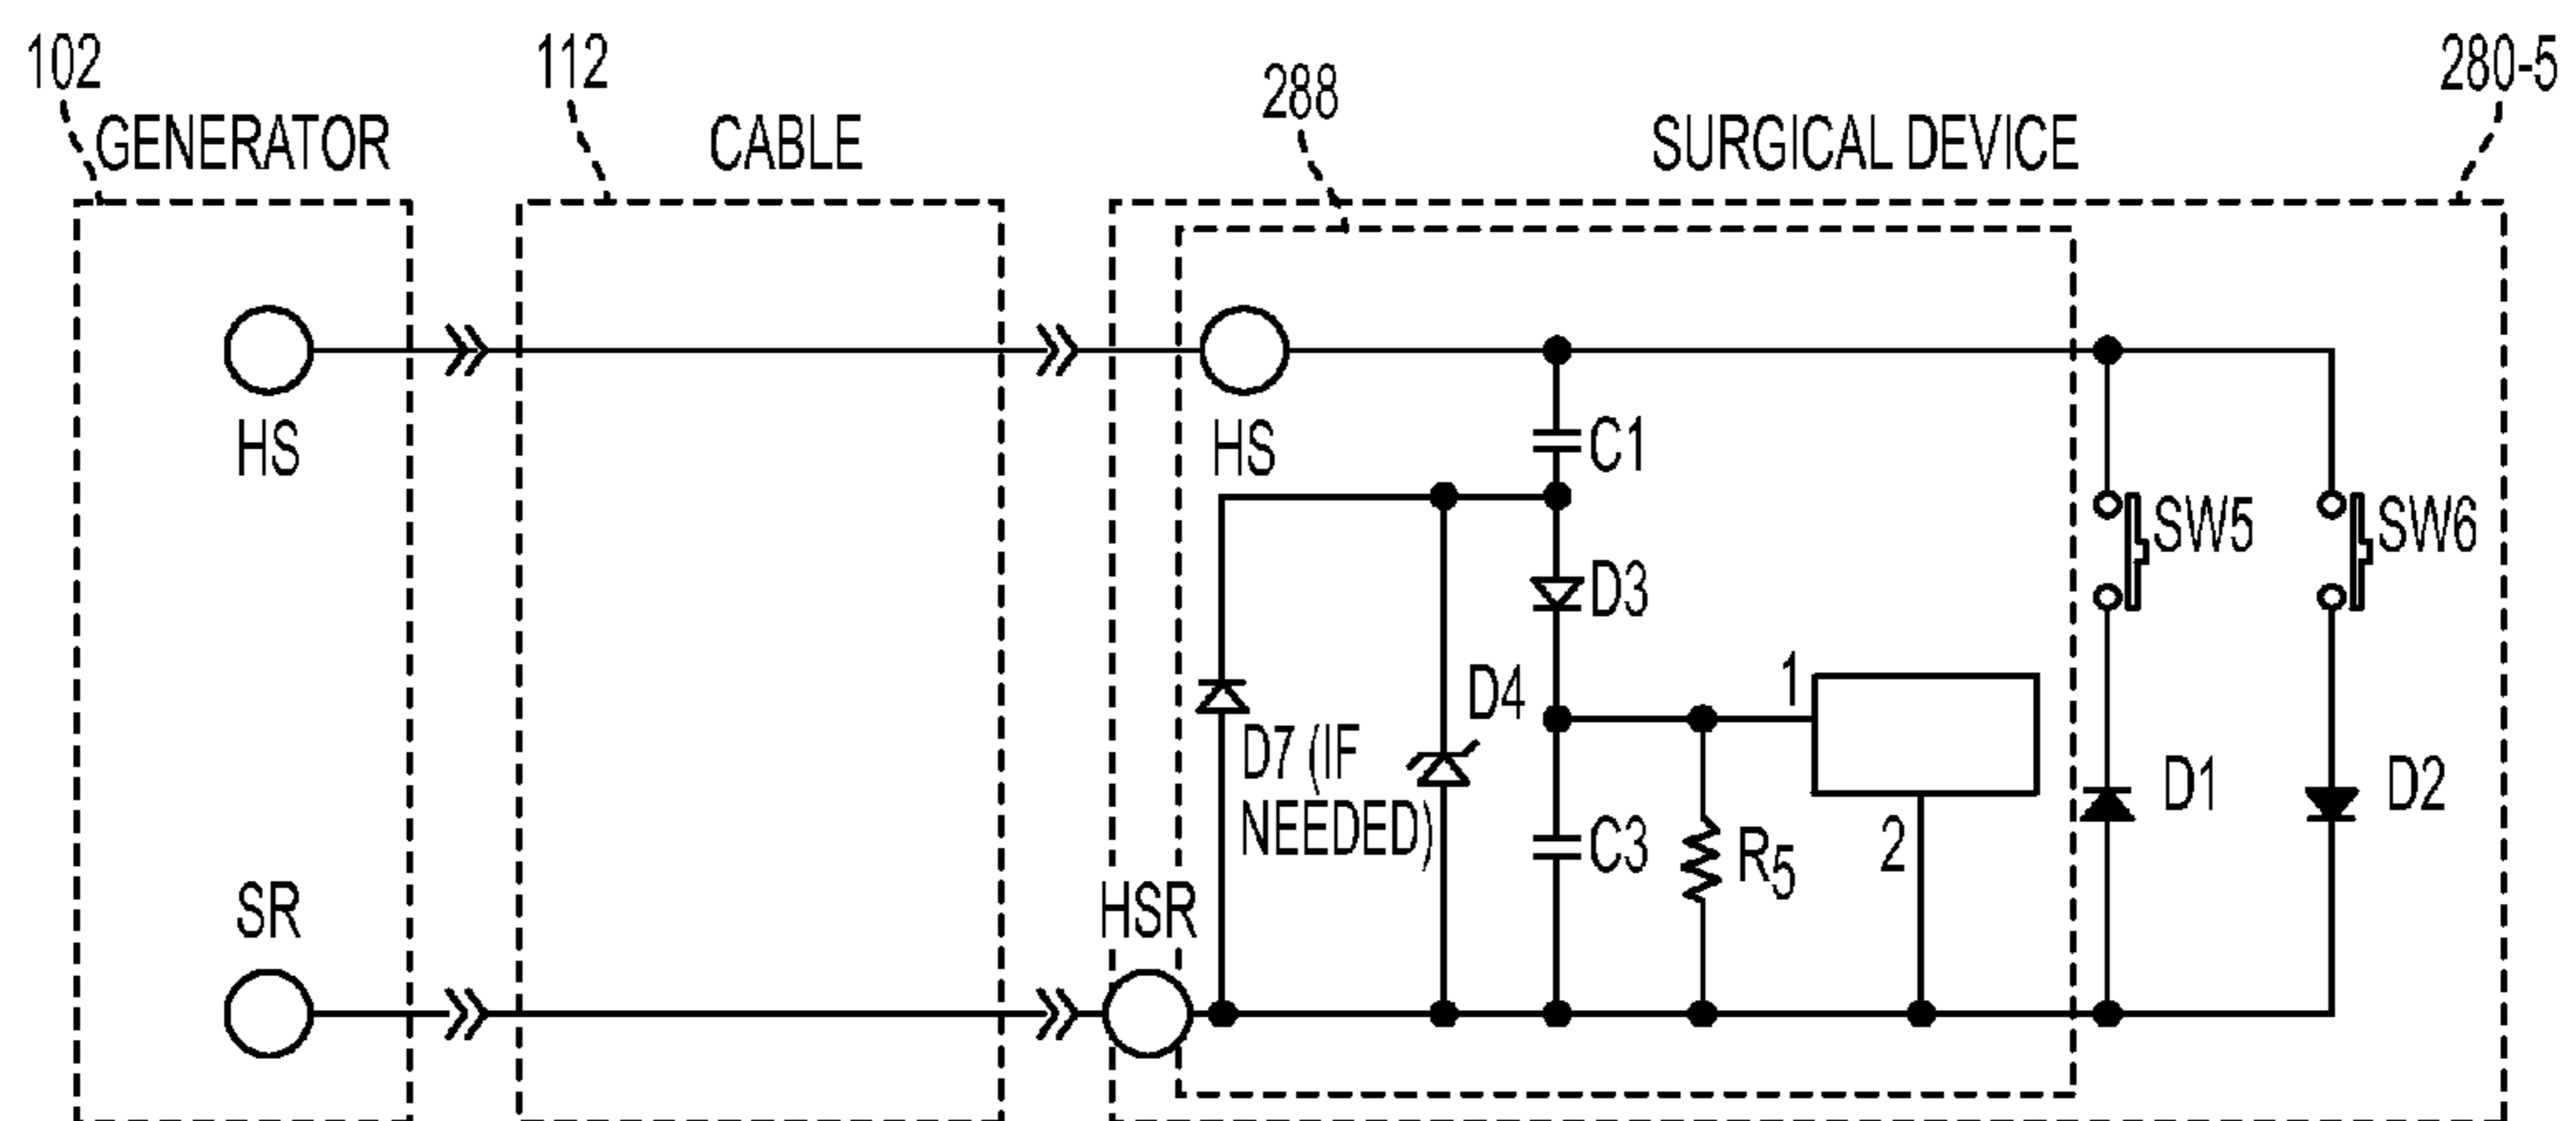 102
112
288
280-5
GENERATOR
CABLE
SURGICAL DEVICE
HS
HS
C1
SW5
SW6
D3
1
D4
D7 (IF
NEEDED)
D1
D2
C3
R5
2
SR
HSR